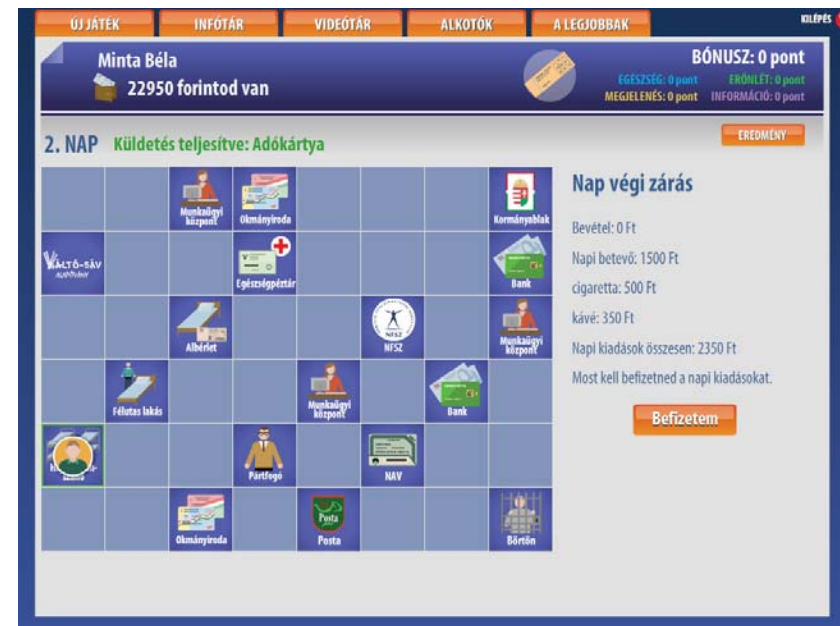 ÚJ JÁTÉK INFÓTÁR VIDEÓTÁR ALKOTÓK A LEGJOBBAK KILÉPÉS
Minta Béla
22950 forintod van
BÓNUSZ: 0 pont
EGÉSZSÉG: 0 pont ERŐNLÉT: 0 pont
MEGJELENÉS: 0 pont INFORMÁCIÓ: 0 pont
2. NAP Küldetés teljesítve: Adókártya
EREDMÉNY
Munkaügyi központ
Okmányiroda
Kormányablak
VÁLTÓ-SÁV
ALAPÍTVÁNY
Egészségpéztár
Bank
Albérlet
NFSZ
Munkaügyi központ
Félutas lakás
Munkaügyi központ
Bank
Pártfogó
NAV
Okmányiroda
Posta
Posta
Börtön
Nap végi zárás
Bevétel: 0 Ft
Napi betevő: 1500 Ft
cigaretta: 500 Ft
kávé: 350 Ft
Napi kiadások összesen: 2350 Ft
Most kell befizetned a napi kiadásokat.
Befizetem